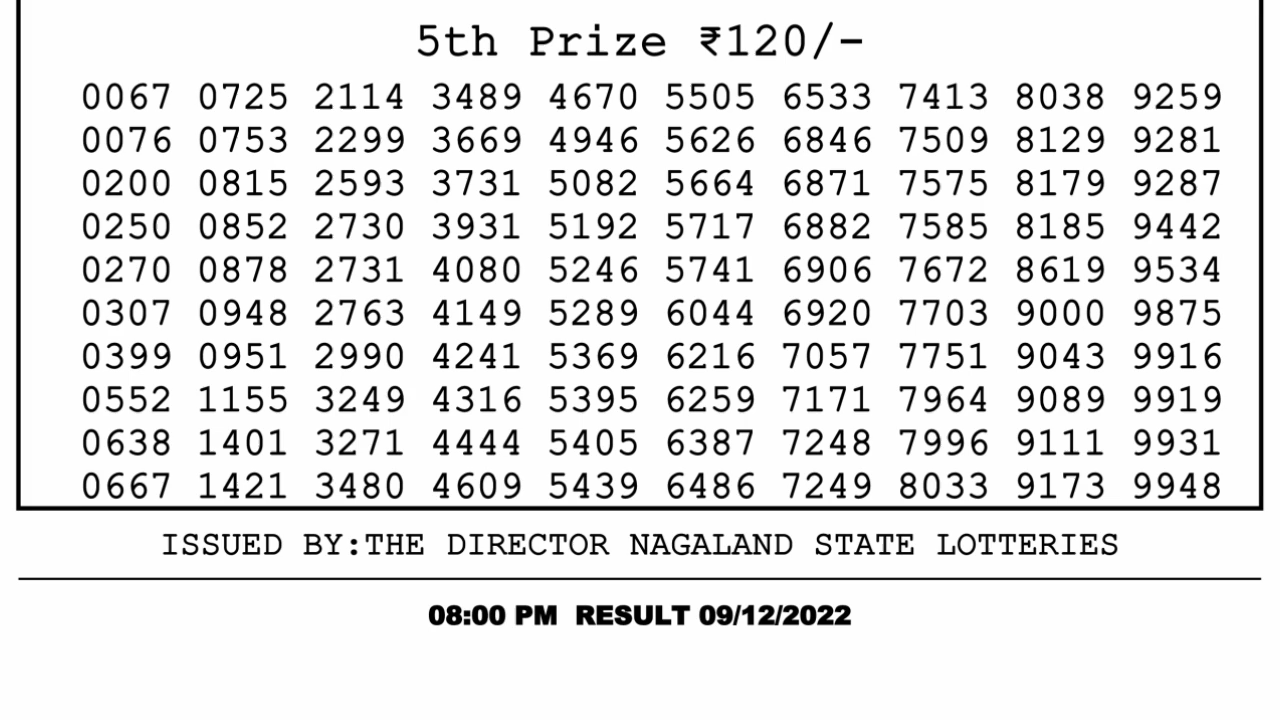 5th Prize ₹120/-
0067 0725 2114 3489 4670 5505 6533 7413 8038 9259
0076 0753 2299 3669 4946 5626 6846 7509 8129 9281
0200 0815 2593 3731 5082 5664 6871 7575 8179 9287
0250 0852 2730 3931 5192 5717 6882 7585 8185 9442
0270 0878 2731 4080 5246 5741 6906 7672 8619 9534
0307 0948 2763 4149 5289 6044 6920 7703 9000 9875
0399 0951 2990 4241 5369 6216 7057 7751 9043 9916
0552 1155 3249 4316 5395 6259 7171 7964 9089 9919
0638 1401 3271 4444 5405 6387 7248 7996 9111 9931
0667 1421 3480 4609 5439 6486 7249 8033 9173 9948
ISSUED BY:THE DIRECTOR NAGALAND STATE LOTTERIES
08:00 PM RESULT 09/12/2022